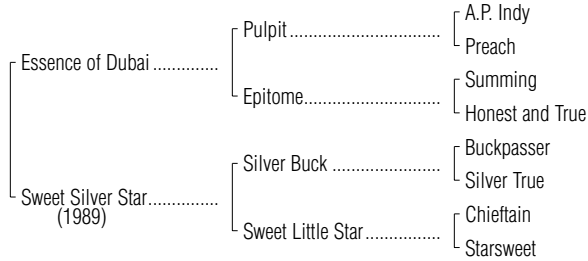 A.P. Indy
Pulpit........................................
Preach
Essence of Dubai..............
Summing
Epitome....................................
Honest and True
Buckpasser
Silver Buck ............................
Silver True
Sweet Silver Star...............
(1989)
Chieftain
Sweet Little Star....................
Starsweet